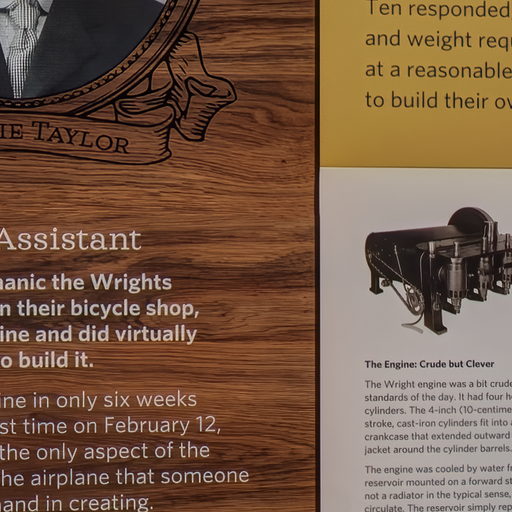 IE TAYLOR
Assistant
hanic the Wrights
n their bicycle shop,
ine and did virtually
o build it.
ine in only six weeks
st time on February 12,
the only aspect of the
he airplane that someone
hand in creating.
Ten responded,
and weight requ
at a reasonable
to build their ow
The Engine: Crude but Clever
The Wright engine was a bit crude
standards of the day. It had four h
cylinders. The 4-inch (10-centime
stroke, cast-iron cylinders fit into a
crankcase that extended outward
jacket around the cylinder barrels.
The engine was cooled by water fr
reservoir mounted on a forward st
not a radiator in the typical sense,
circulate. The reservoir simply rep